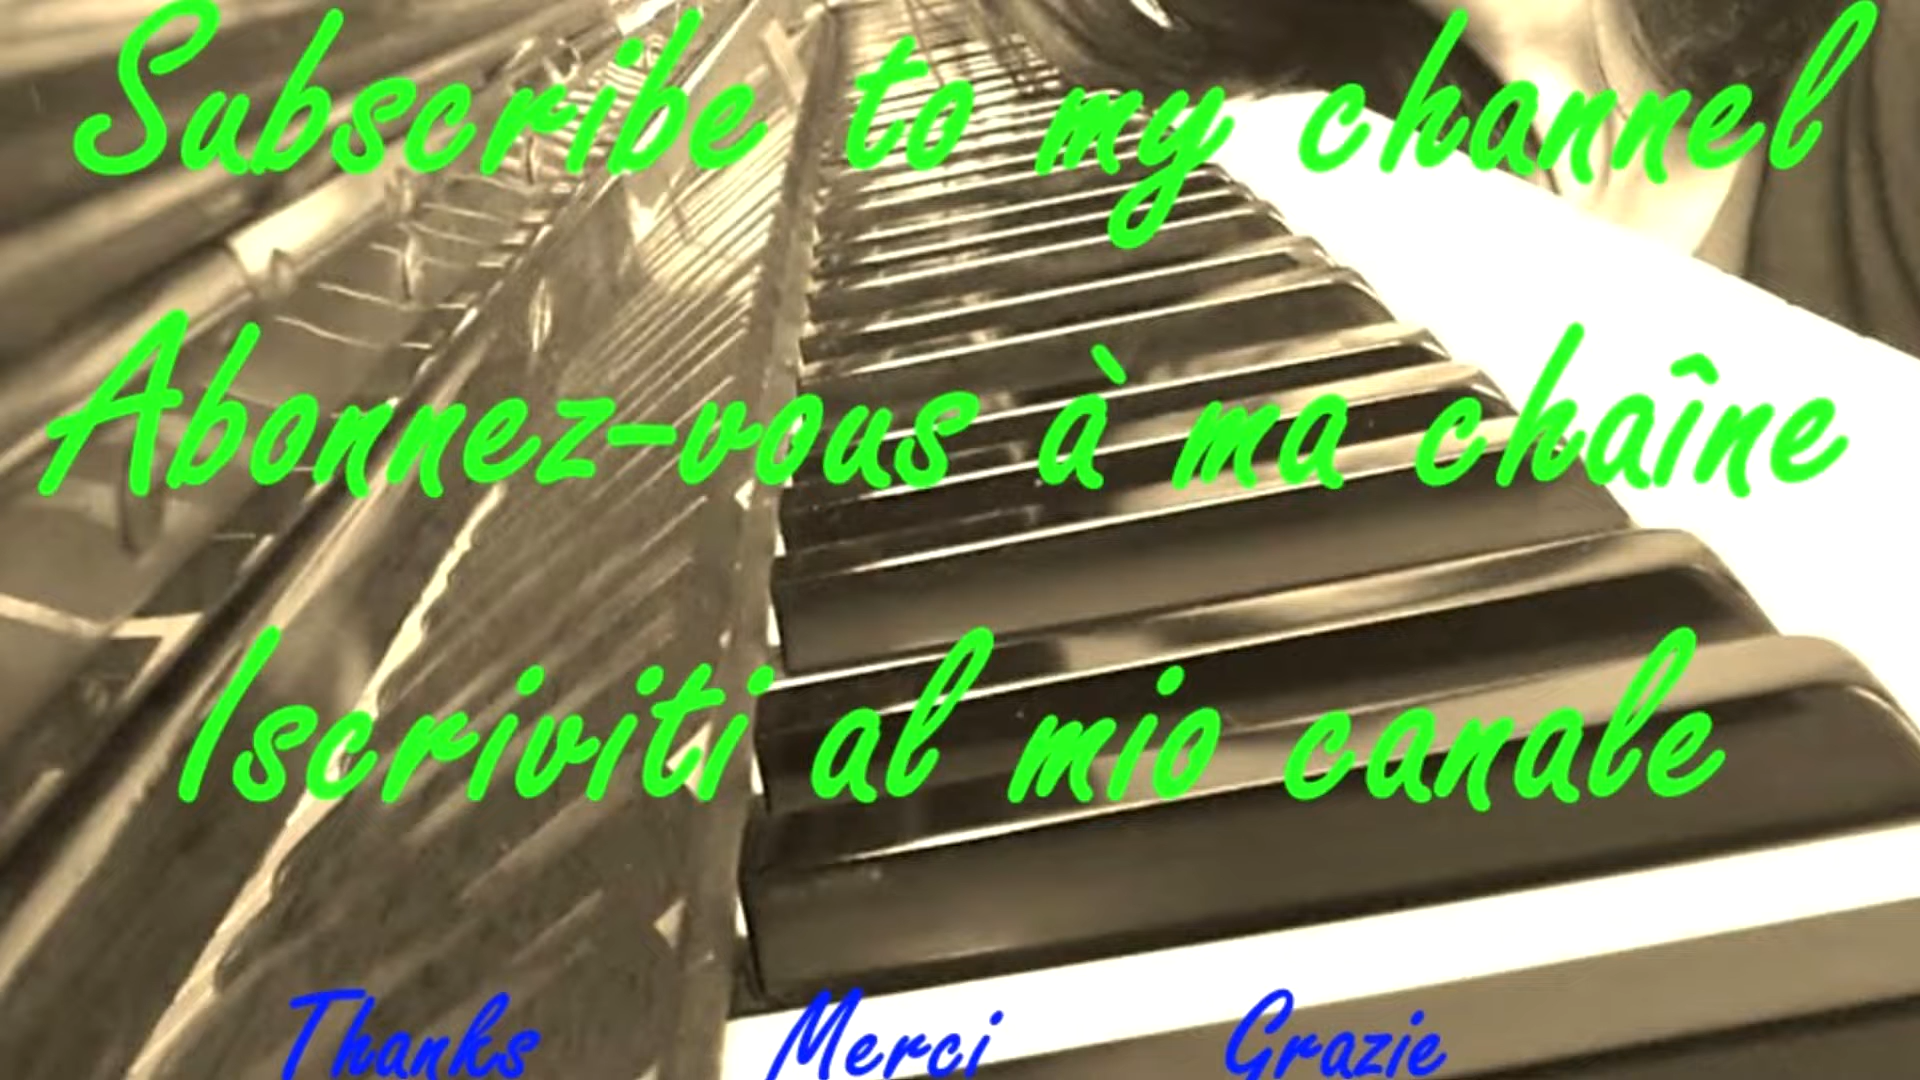 Subscribe to my channel
Abonnez-vous à ma chaîne
Iscriviti al mio canale
Thanks Merci Grazie